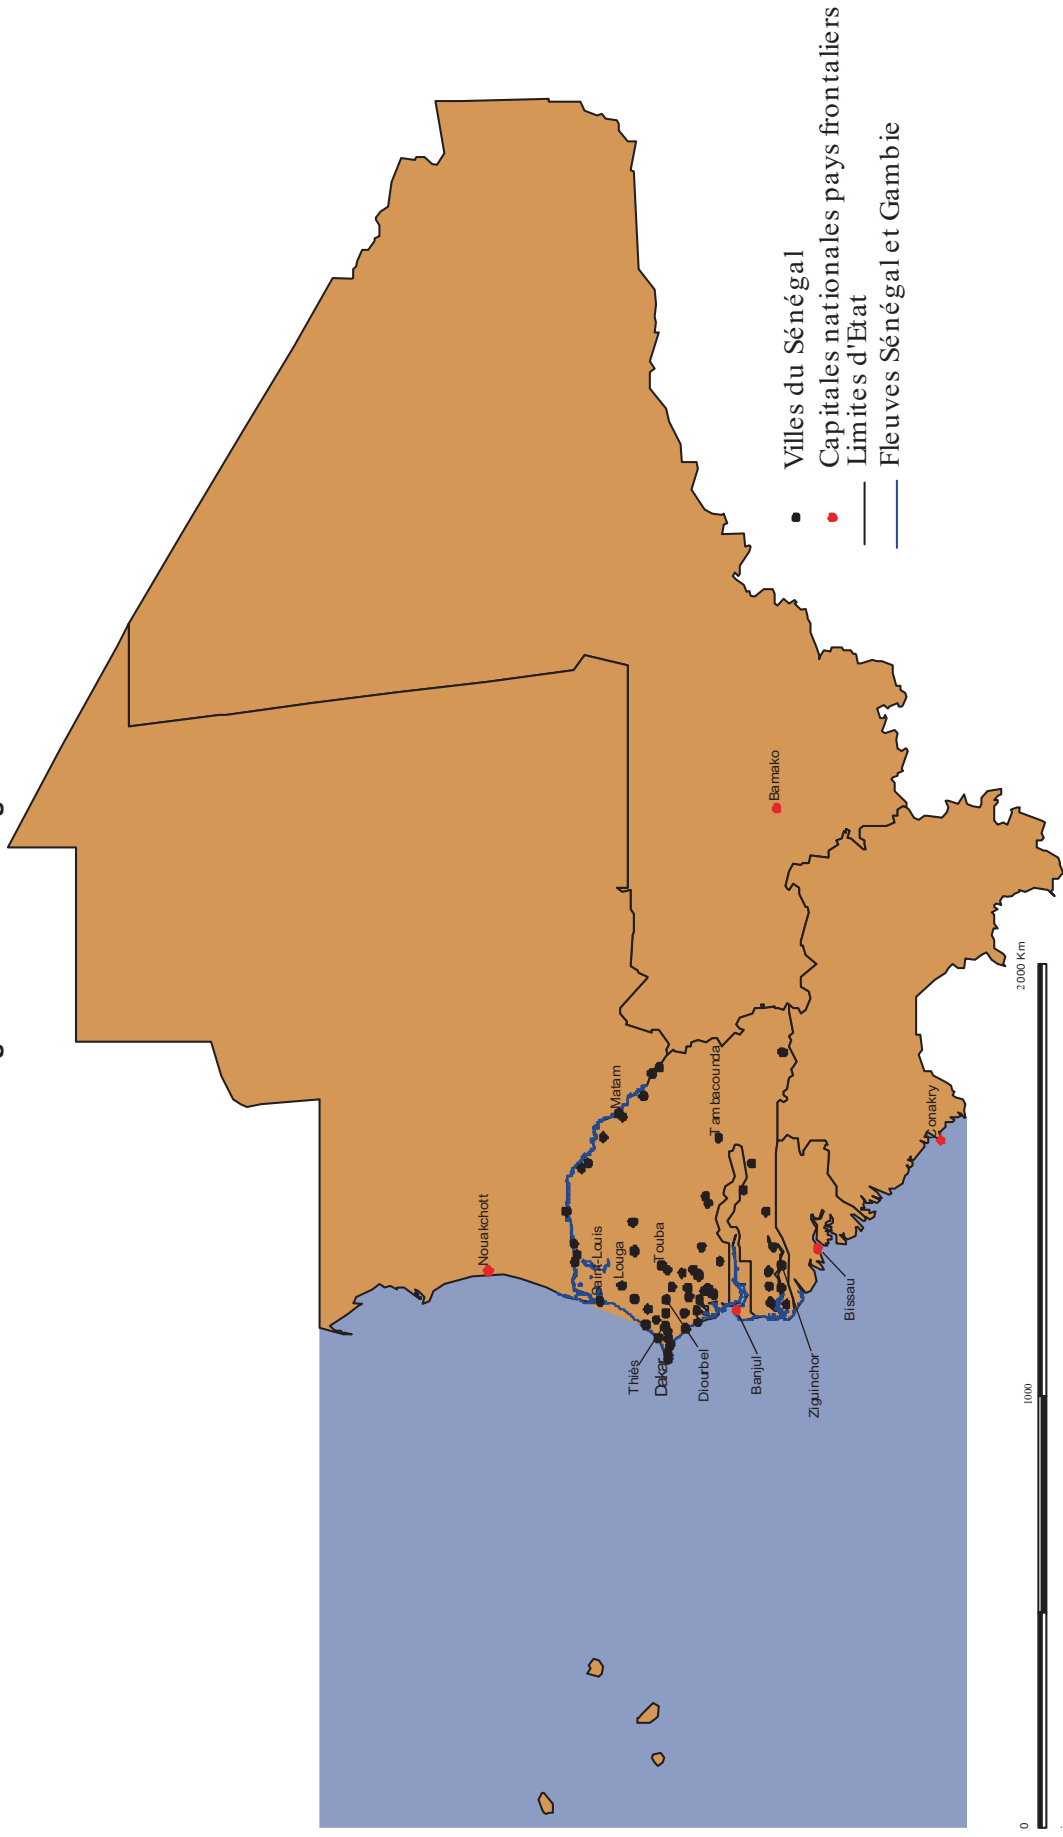 Nouakchott
Saint-Louis
Louga
Matam
Touba
Thiès
Dakar
Diourbel
Tambacounda
Banjul
Ziguinchor
Bissau
Bamako
Conakry
Villes du Sénégal
Capitales nationales pays frontaliers
Limites d'Etat
Fleuves Sénégal et Gambie
0
1000
2000 Km